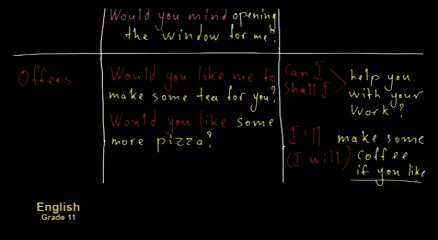 Would you mind opening
the window for me?
Offers
Would you like me to
make some tea for you?
Would you like some
more pizza?
Can I
Shall I
help you
with your
work?
I'll
(I will)
make some
coffee
if you like
English
Grade 11